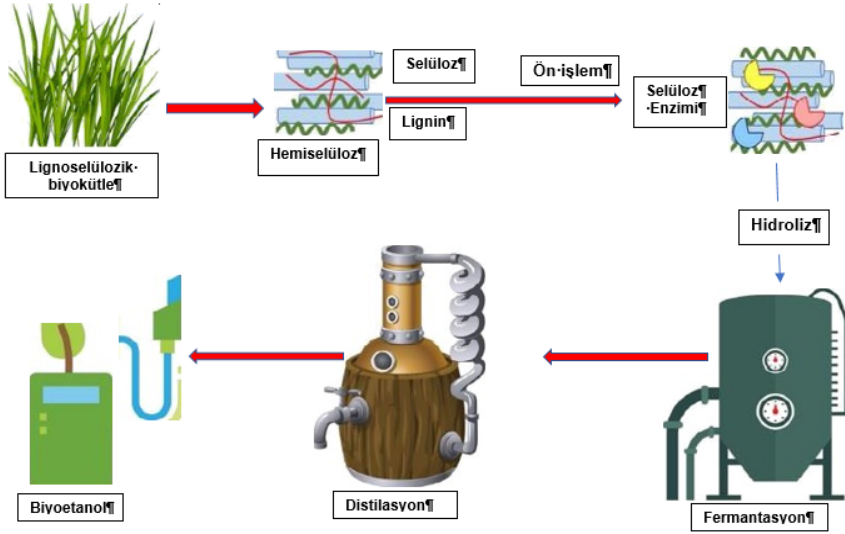 Lignoselülozik·
biyokütle¶
Hemiselüloz¶
Selüloz¶
Lignin¶
Ön·işlem¶
Selüloz¶
·Enzimi¶
Hidroliz¶
Fermantasyon¶
Distilasyon¶
Biyoetanol¶